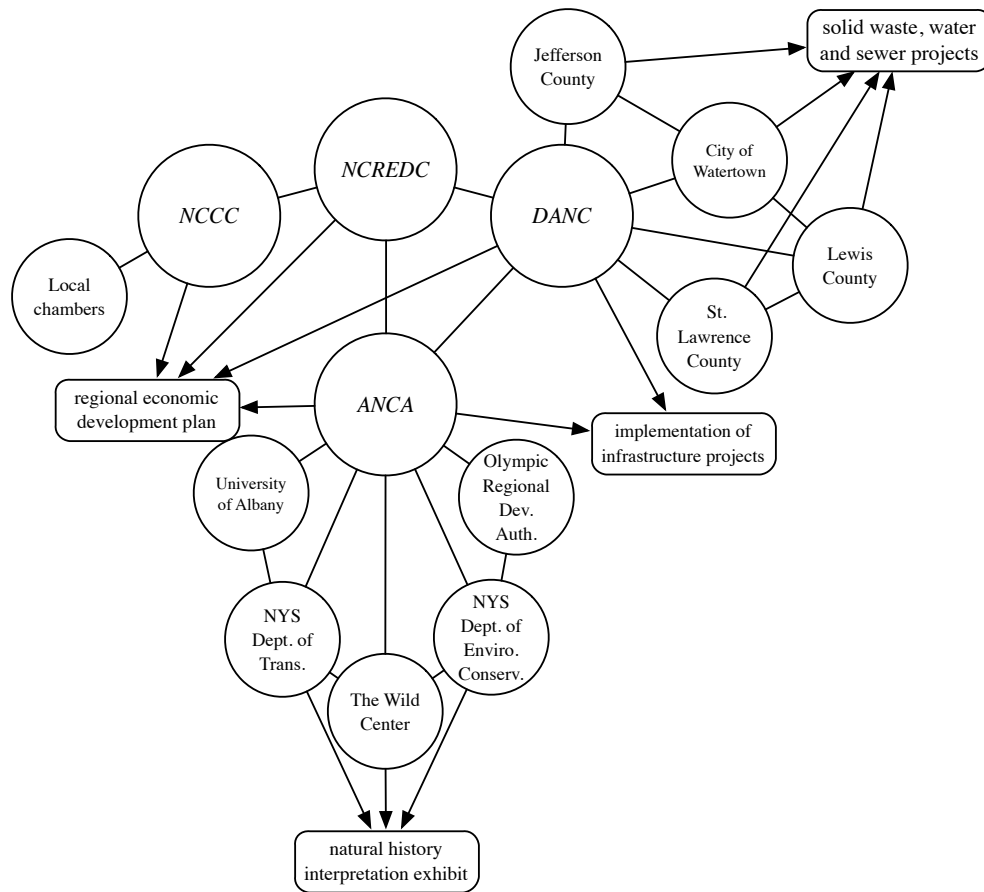 solid waste, water
and sewer projects
Jefferson
County
City of
Watertown
NCREDC
NCCC
DANC
Lewis
County
Local
chambers
St.
Lawrence
County
regional economic
development plan
ANCA
implementation of
infrastructure projects
University
of Albany
Olympic
Regional
Dev.
Auth.
NYS
Dept. of
Trans.
NYS
Dept. of
Enviro.
Conserv.
The Wild
Center
natural history
interpretation exhibit